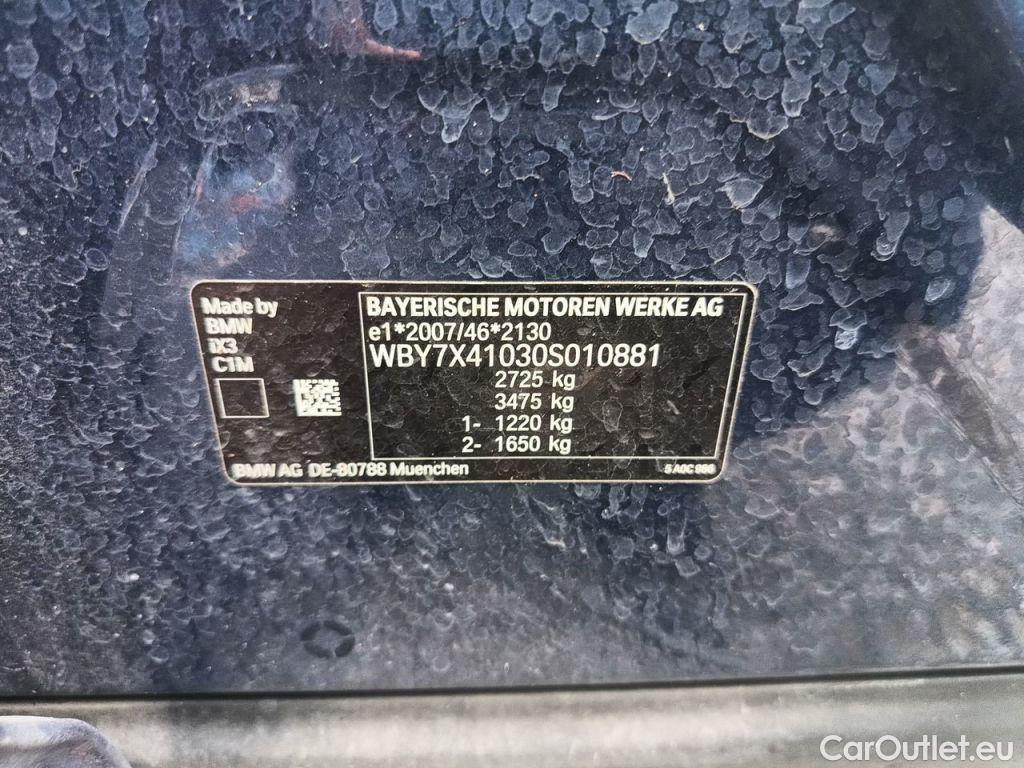 Made by
BMW
iX3
C1M
BAYERISCHE MOTOREN WERKE AG
e1*2007/46*2130
WBY7X41030S010881
2725 kg
3475 kg
1- 1220 kg
2- 1650 kg
BMW AG DE-80788 Muenchen
CarOutlet.eu